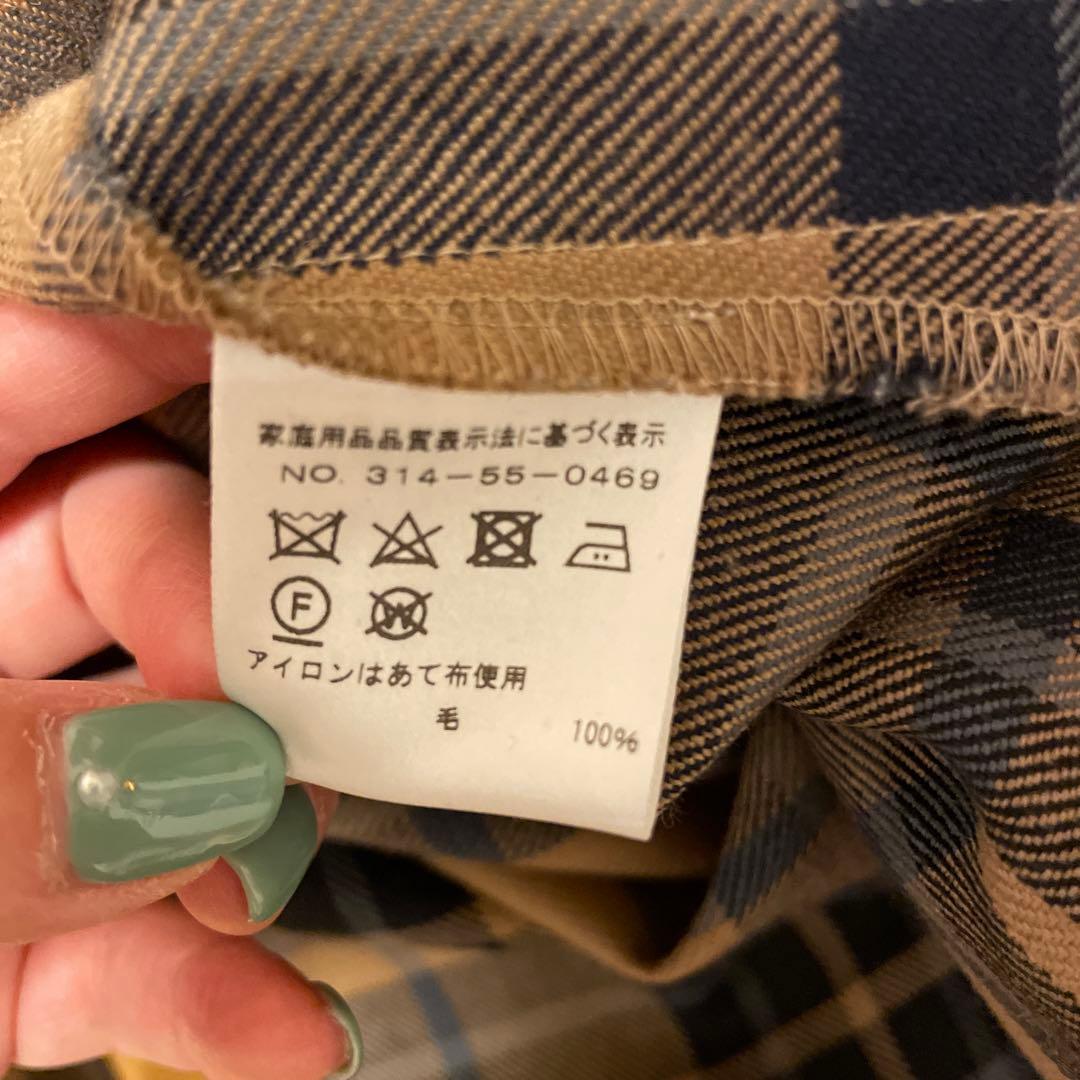 家庭用品品質表示法に基づく表示
NO. 314-55-0469
F W
アイロンはあて布使用
毛 100%